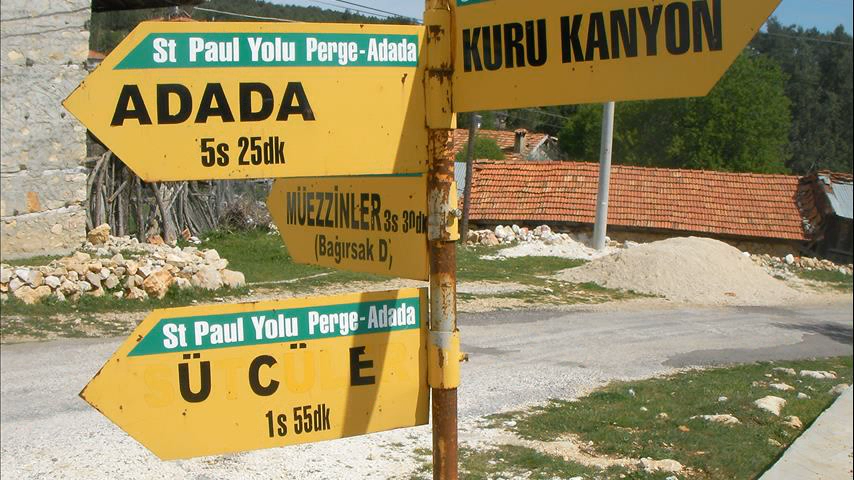 St Paul Yolu Perge-Adada
ADADA
5s 25dk
KURU KANYON
MÜEZZİNLER 3s 30dk
(Bağırsak D,
St Paul Yolu Perge-Adada
SÜTCÜLER
1s 55dk